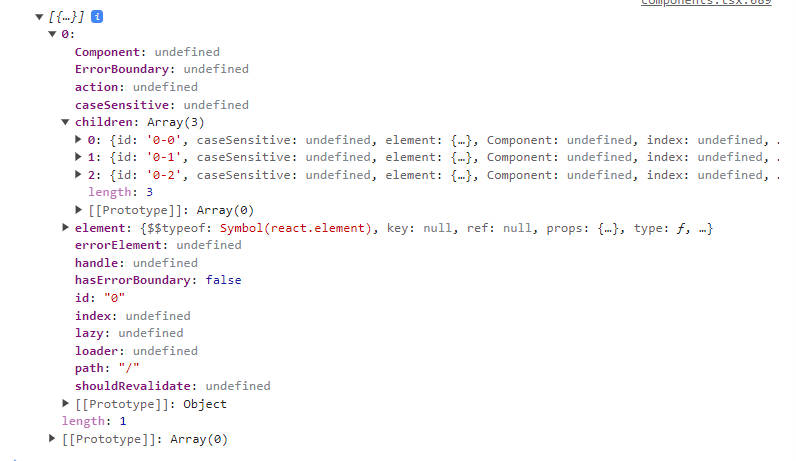 components.tsx:689
▼ [{…}] i
▼ 0:
Component: undefined
ErrorBoundary: undefined
action: undefined
caseSensitive: undefined
▼ children: Array(3)
▶ 0: {id: '0-0', caseSensitive: undefined, element: {…}, Component: undefined, index: undefined, .
▶ 1: {id: '0-1', caseSensitive: undefined, element: {…}, Component: undefined, index: undefined, .
▶ 2: {id: '0-2', caseSensitive: undefined, element: {…}, Component: undefined, index: undefined, .
length: 3
▶ [[Prototype]]: Array(0)
▶ element: {$$typeof: Symbol(react.element), key: null, ref: null, props: {…}, type: ƒ, …}
errorElement: undefined
handle: undefined
hasErrorBoundary: false
id: "0"
index: undefined
lazy: undefined
loader: undefined
path: "/"
shouldRevalidate: undefined
▶ [[Prototype]]: Object
length: 1
▶ [[Prototype]]: Array(0)